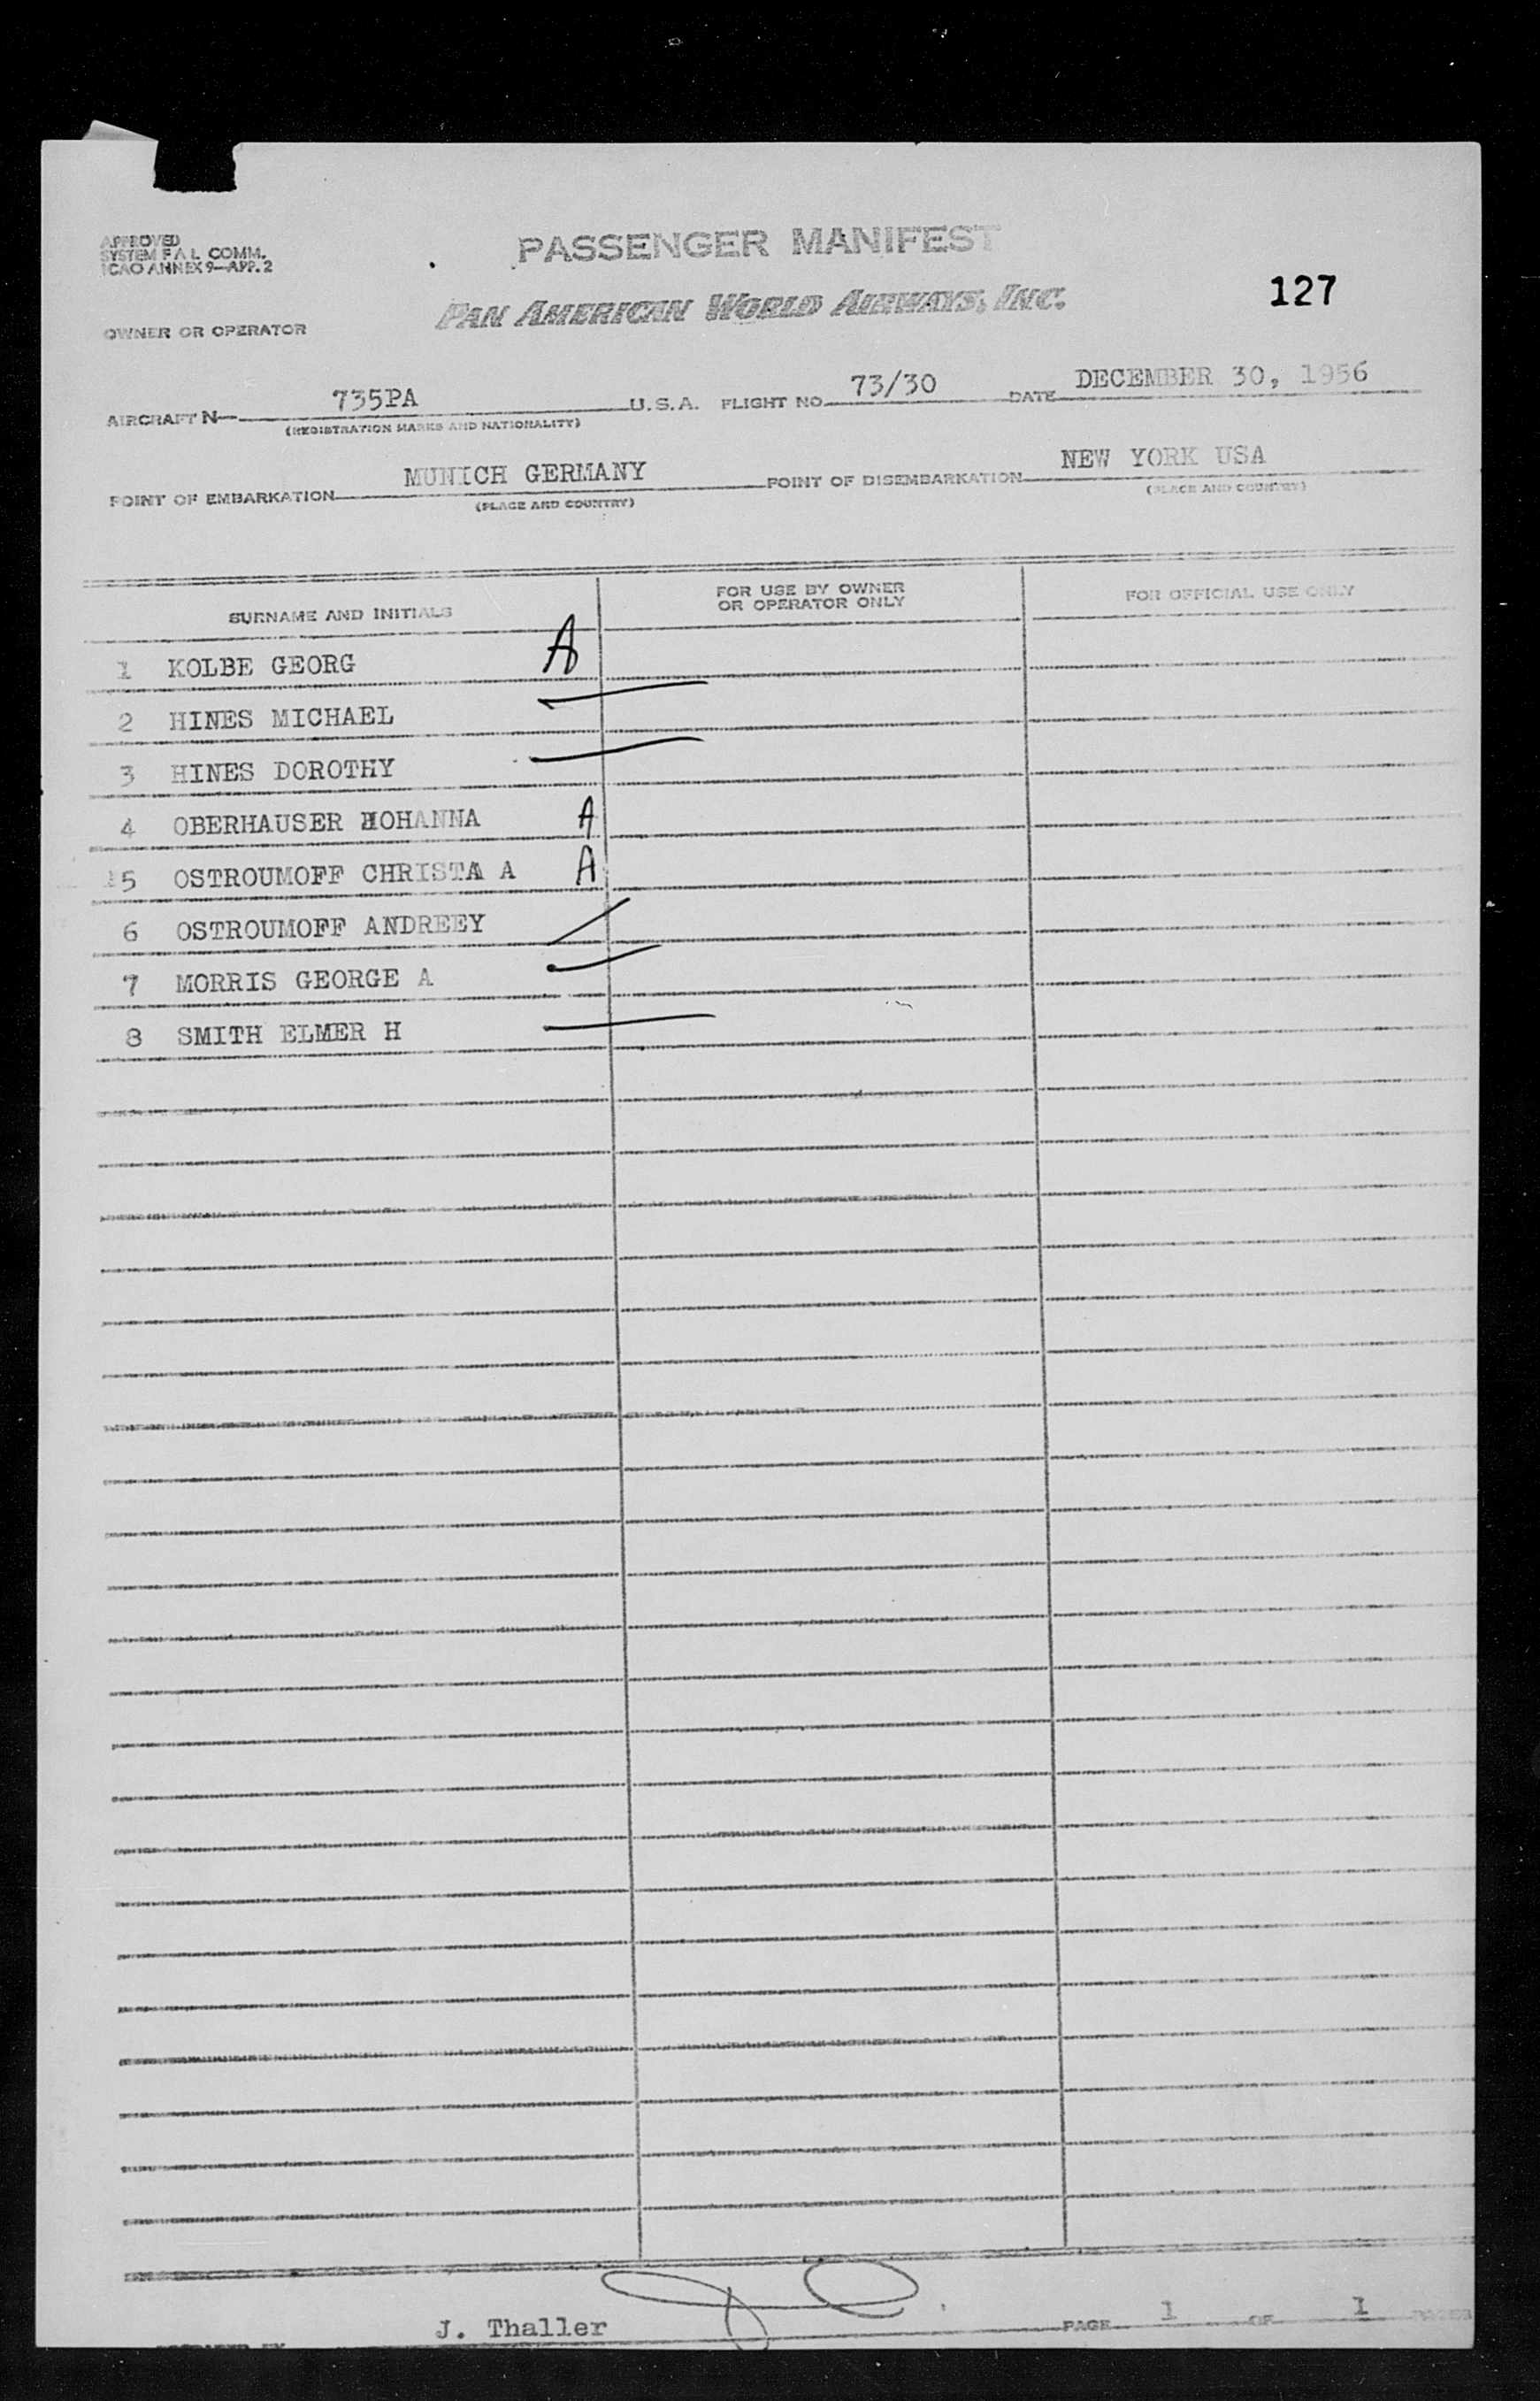 APPROVED
SYSTEM F A L COMM.
ICAO ANNEX 9—APP. 2
PASSENGER MANIFEST
PAN AMERICAN WORLD AIRWAYS, INC.
127
OWNER OR OPERATOR
AIRCRAFT N 735PA U.S.A. FLIGHT NO 73/30 DATE DECEMBER 30, 1956
(REGISTRATION MARKS AND NATIONALITY)
POINT OF EMBARKATION MUNICH GERMANY POINT OF DISEMBARKATION NEW YORK USA
(PLACE AND COUNTRY) (PLACE AND COUNTRY)
SURNAME AND INITIALS FOR USE BY OWNER OR OPERATOR ONLY FOR OFFICIAL USE ONLY
1 KOLBE GEORG A
2 HINES MICHAEL
3 HINES DOROTHY
4 OBERHAUSER HOHANNA A
5 OSTROUMOFF CHRISTA A A
6 OSTROUMOFF ANDREEY
7 MORRIS GEORGE A
8 SMITH ELMER H
J. Thaller PAGE 1 OF 1 PAGES